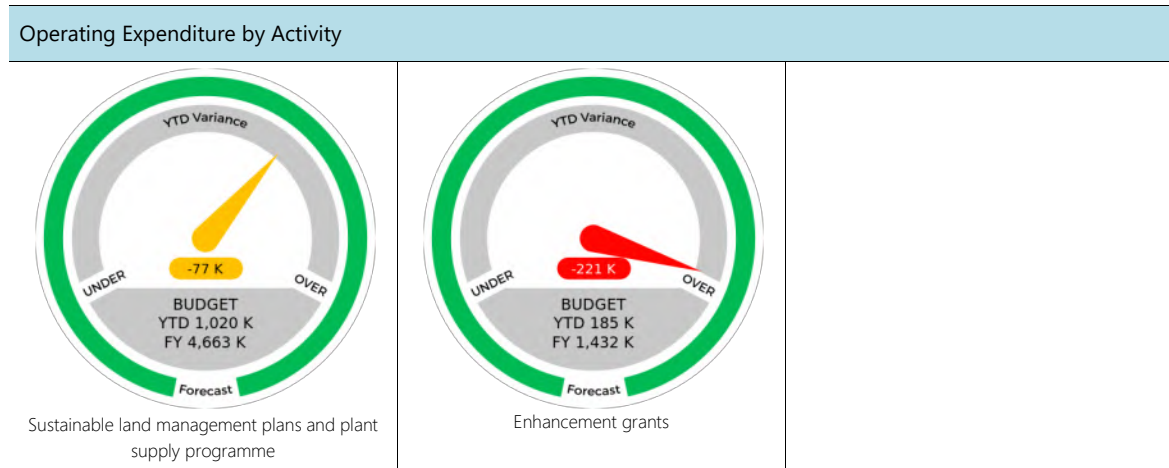 Operating Expenditure by Activity
YTD Variance
-77 K
UNDER
OVER
BUDGET
YTD 1,020 K
FY 4,663 K
Forecast
Sustainable land management plans and plant
supply programme
YTD Variance
-221 K
UNDER
OVER
BUDGET
YTD 185 K
FY 1,432 K
Forecast
Enhancement grants